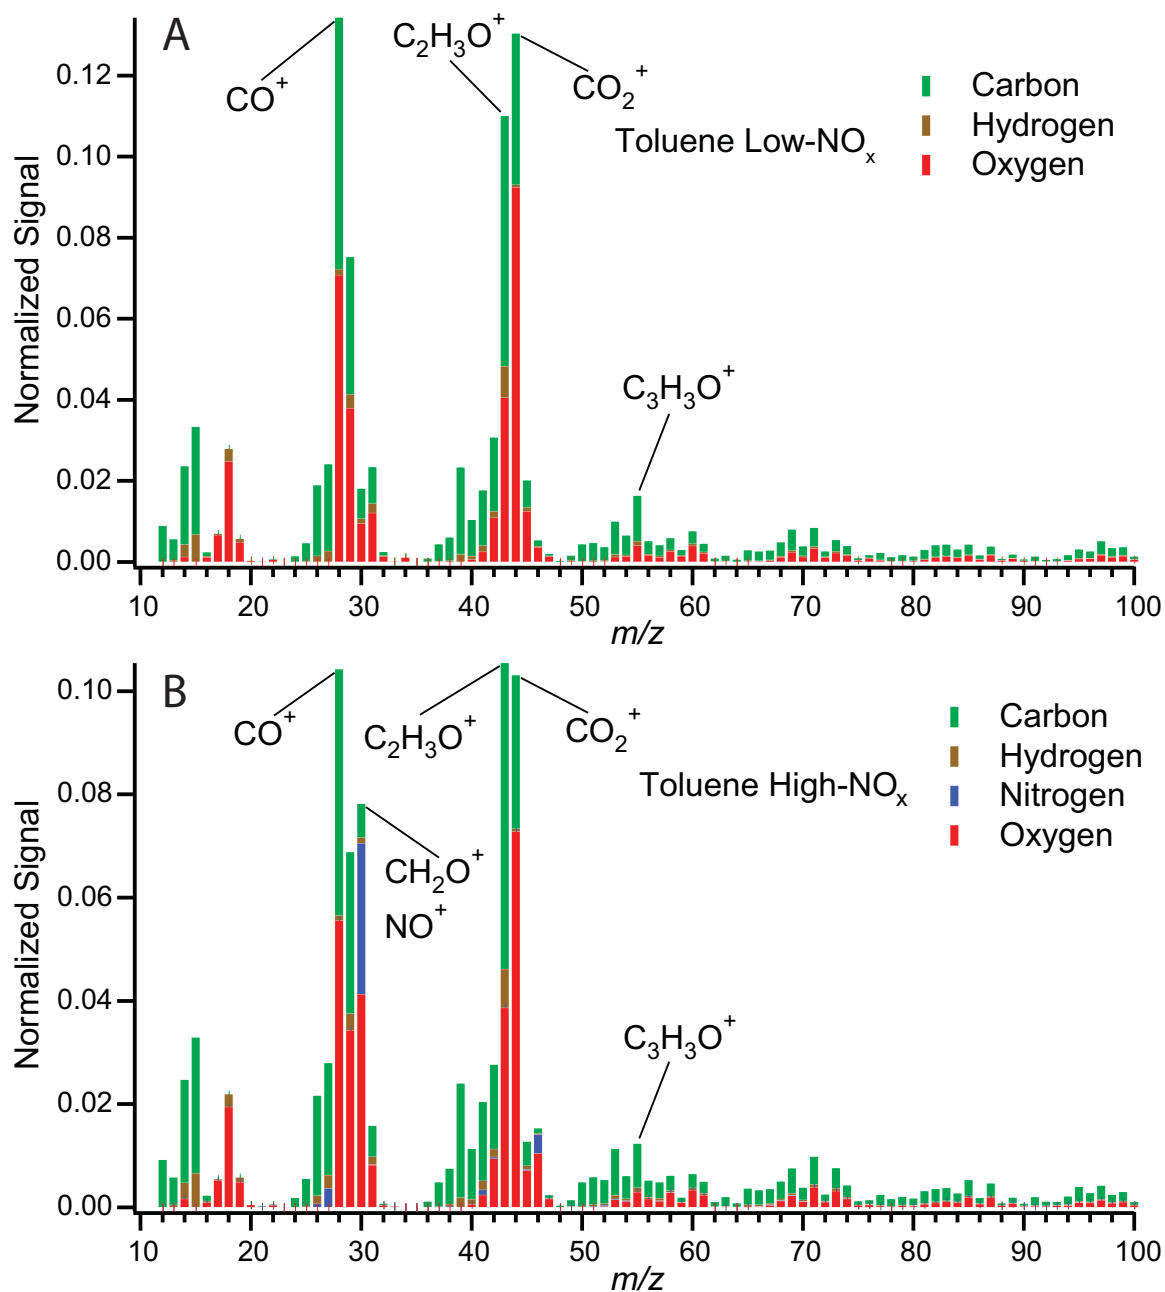 A
C₂H₃O⁺
CO⁺
CO₂⁺
Toluene Low-NOₓ
Carbon
Hydrogen
Oxygen
Normalized Signal
0.12
0.10
0.08
0.06
0.04
0.02
0.00
C₃H₃O⁺
10 20 30 40 50 60 70 80 90 100
m/z
B
CO⁺
C₂H₃O⁺
CO₂⁺
Toluene High-NOₓ
Carbon
Hydrogen
Nitrogen
Oxygen
CH₂O⁺
NO⁺
Normalized Signal
0.10
0.08
0.06
0.04
0.02
0.00
C₃H₃O⁺
10 20 30 40 50 60 70 80 90 100
m/z